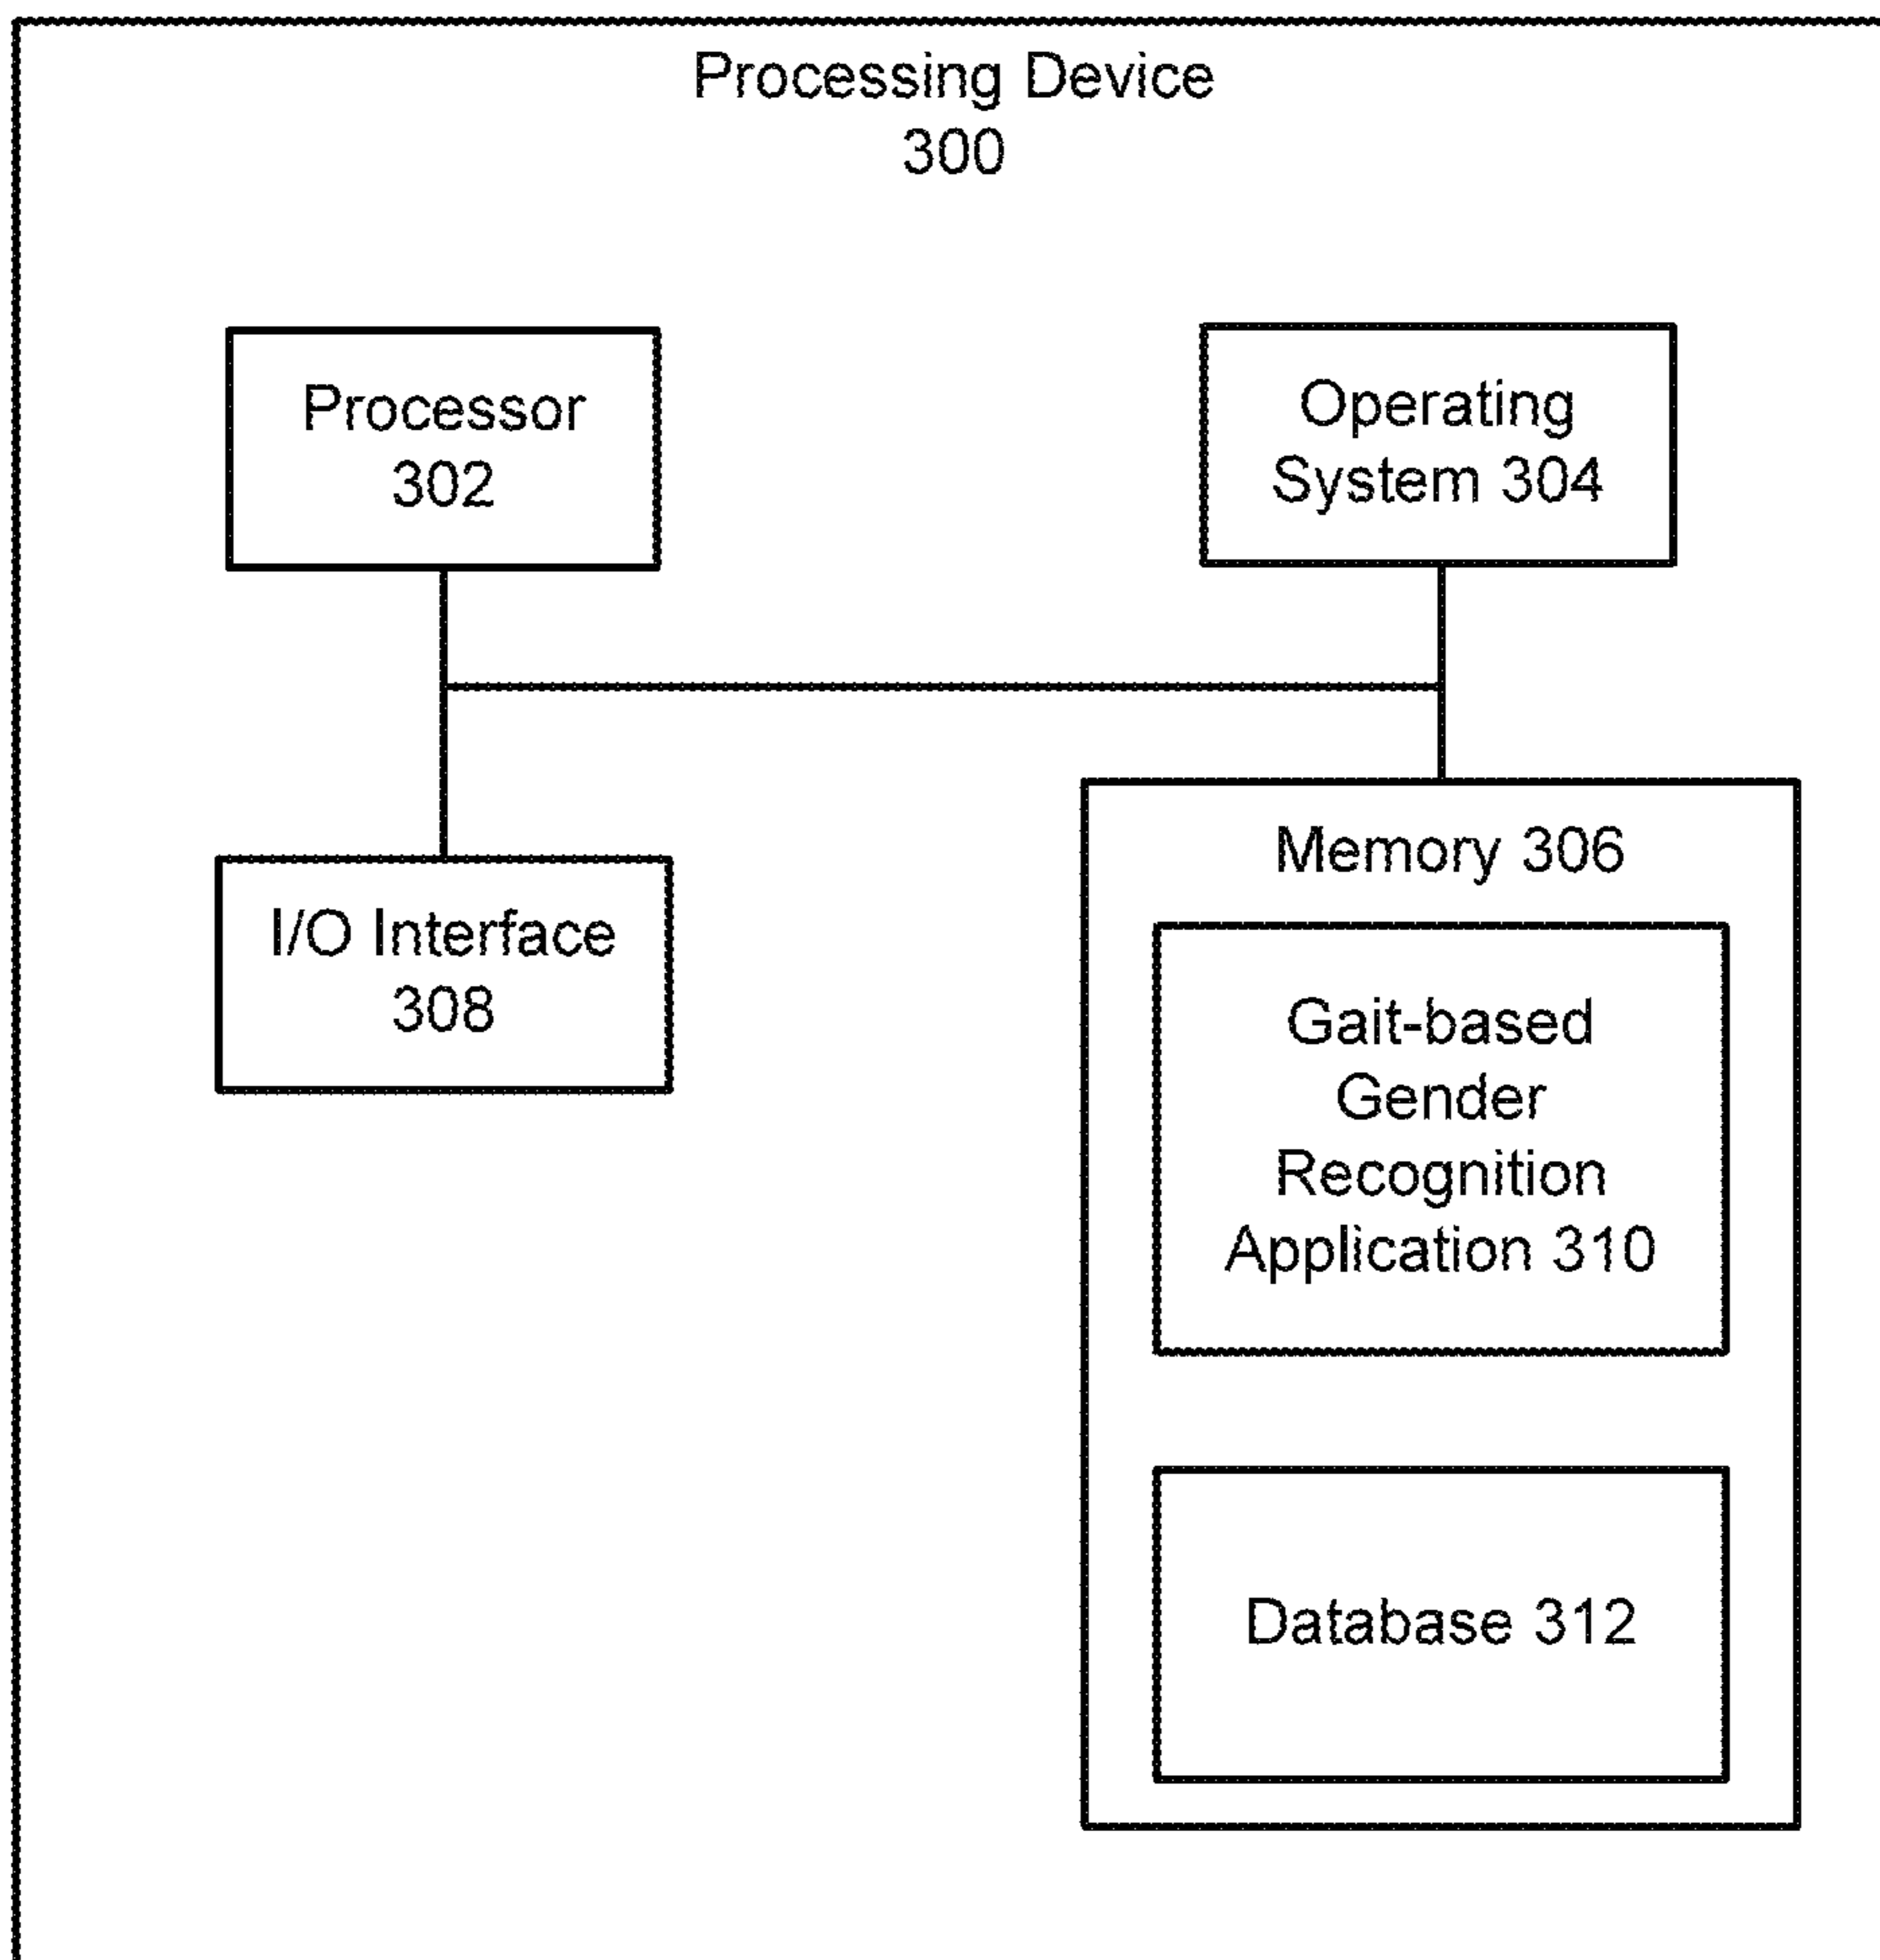 Processing Device
300
Processor
302
Operating
System 304
I/O Interface
308
Memory 306
Gait-based
Gender
Recognition
Application 310
Database 312